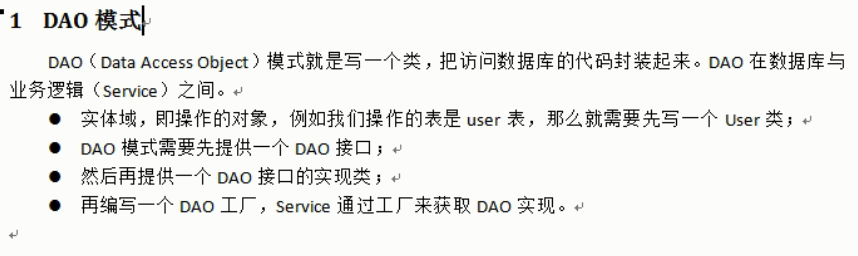 1 DAO 模式
DAO（Data Access Object）模式就是写一个类，把访问数据库的代码封装起来。DAO 在数据库与
业务逻辑（Service）之间。
● 实体域，即操作的对象，例如我们操作的表是 user 表，那么就需要先写一个 User 类；
● DAO 模式需要先提供一个 DAO 接口；
● 然后再提供一个 DAO 接口的实现类；
● 再编写一个 DAO 工厂，Service 通过工厂来获取 DAO 实现。